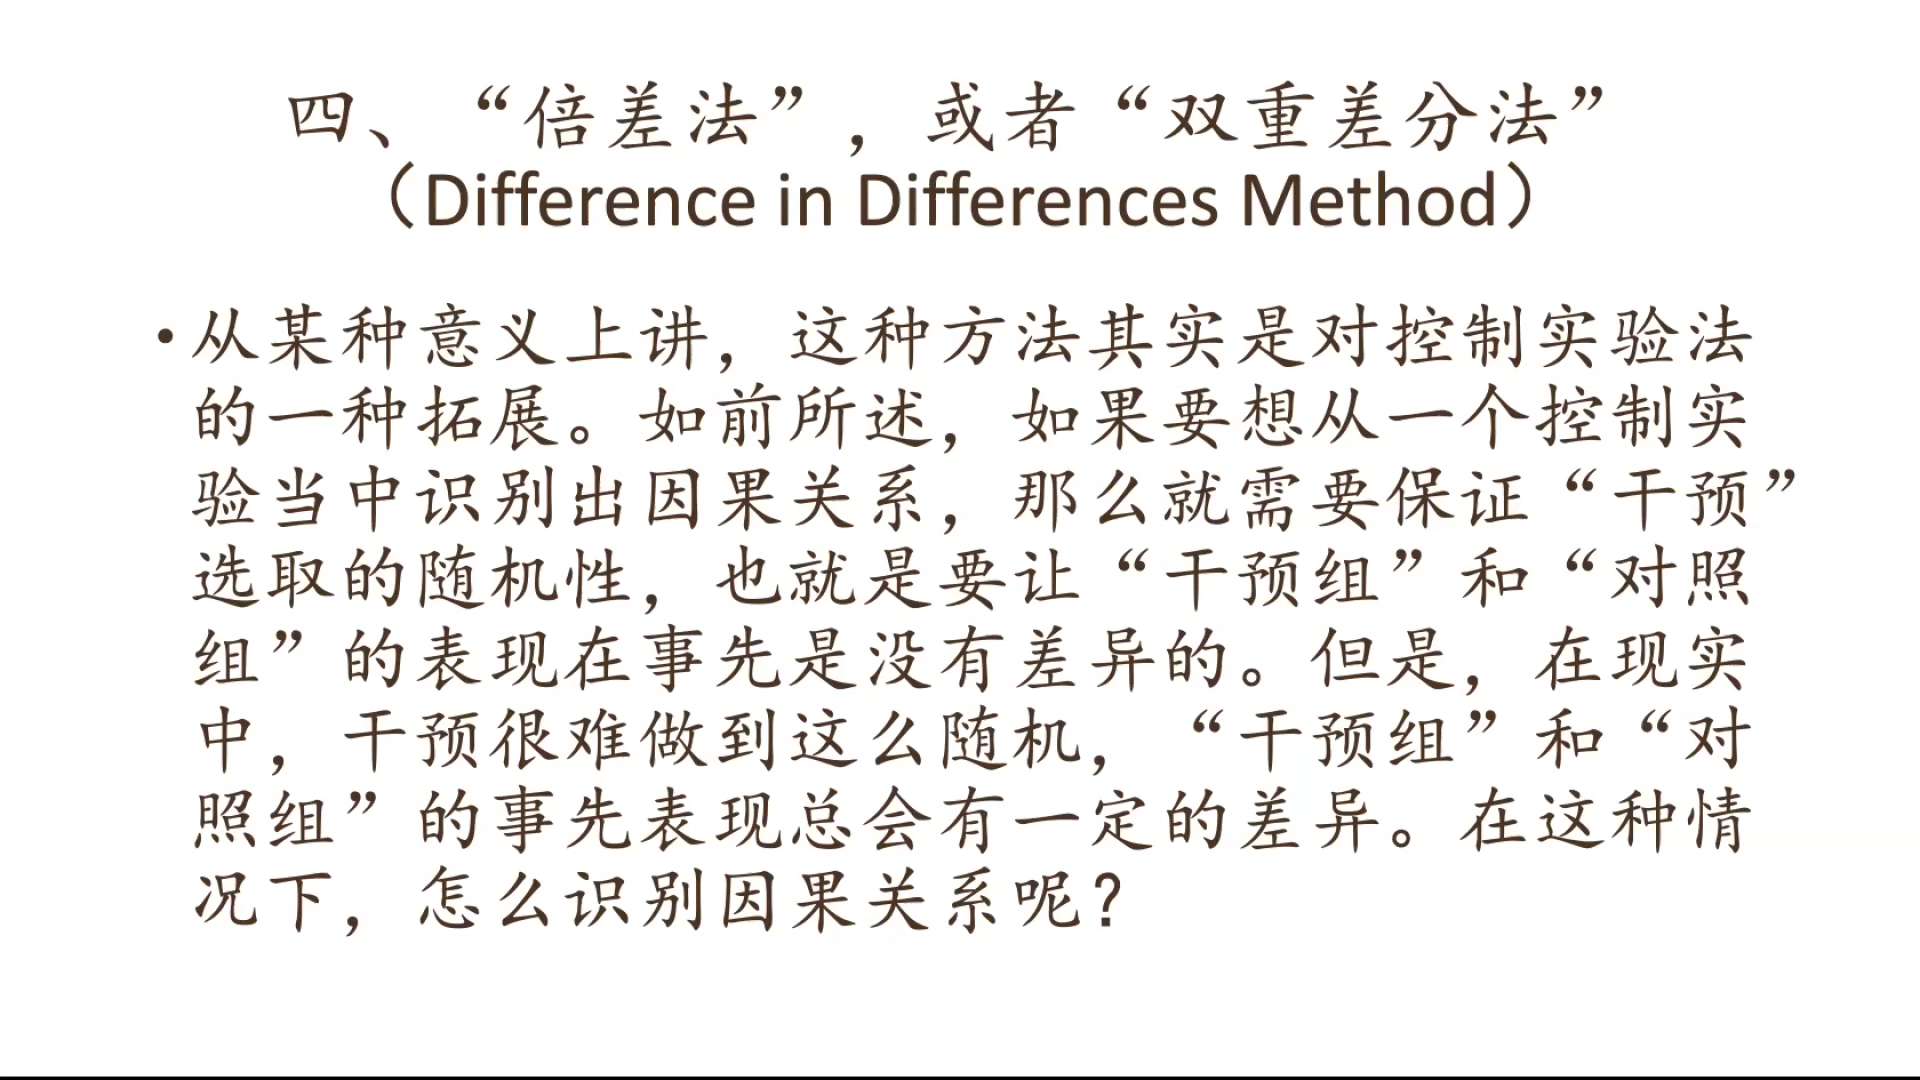 四、“倍差法”，或者“双重差分法”
（Difference in Differences Method）
•从某种意义上讲，这种方法其实是对控制实验法
的一种拓展。如前所述，如果要想从一个控制实
验当中识别出因果关系，那么就需要保证“干预”
选取的随机性，也就是要让“干预组”和“对照
组”的表现在事先是没有差异的。但是，在现实
中，干预很难做到这么随机，“干预组”和“对
照组”的事先表现总会有一定的差异。在这种情
况下，怎么识别因果关系呢？